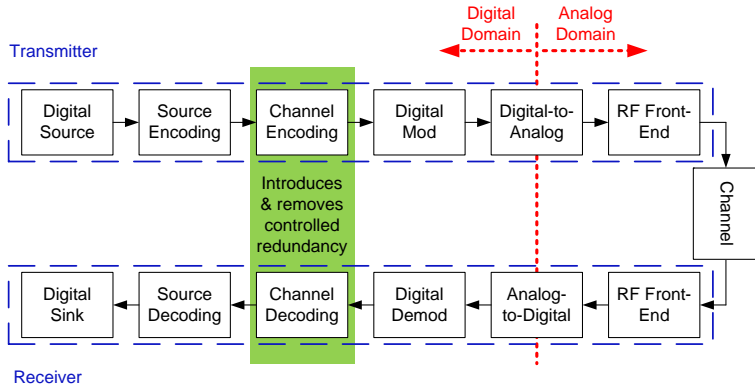 Digital
Domain
Analog
Domain
Transmitter
Digital
Source
Source
Encoding
Channel
Encoding
Digital
Mod
Digital-to-
Analog
RF Front-
End
Introduces
& removes
controlled
redundancy
Channel
Digital
Sink
Source
Decoding
Channel
Decoding
Digital
Demod
Analog-
to-Digital
RF Front-
End
Receiver